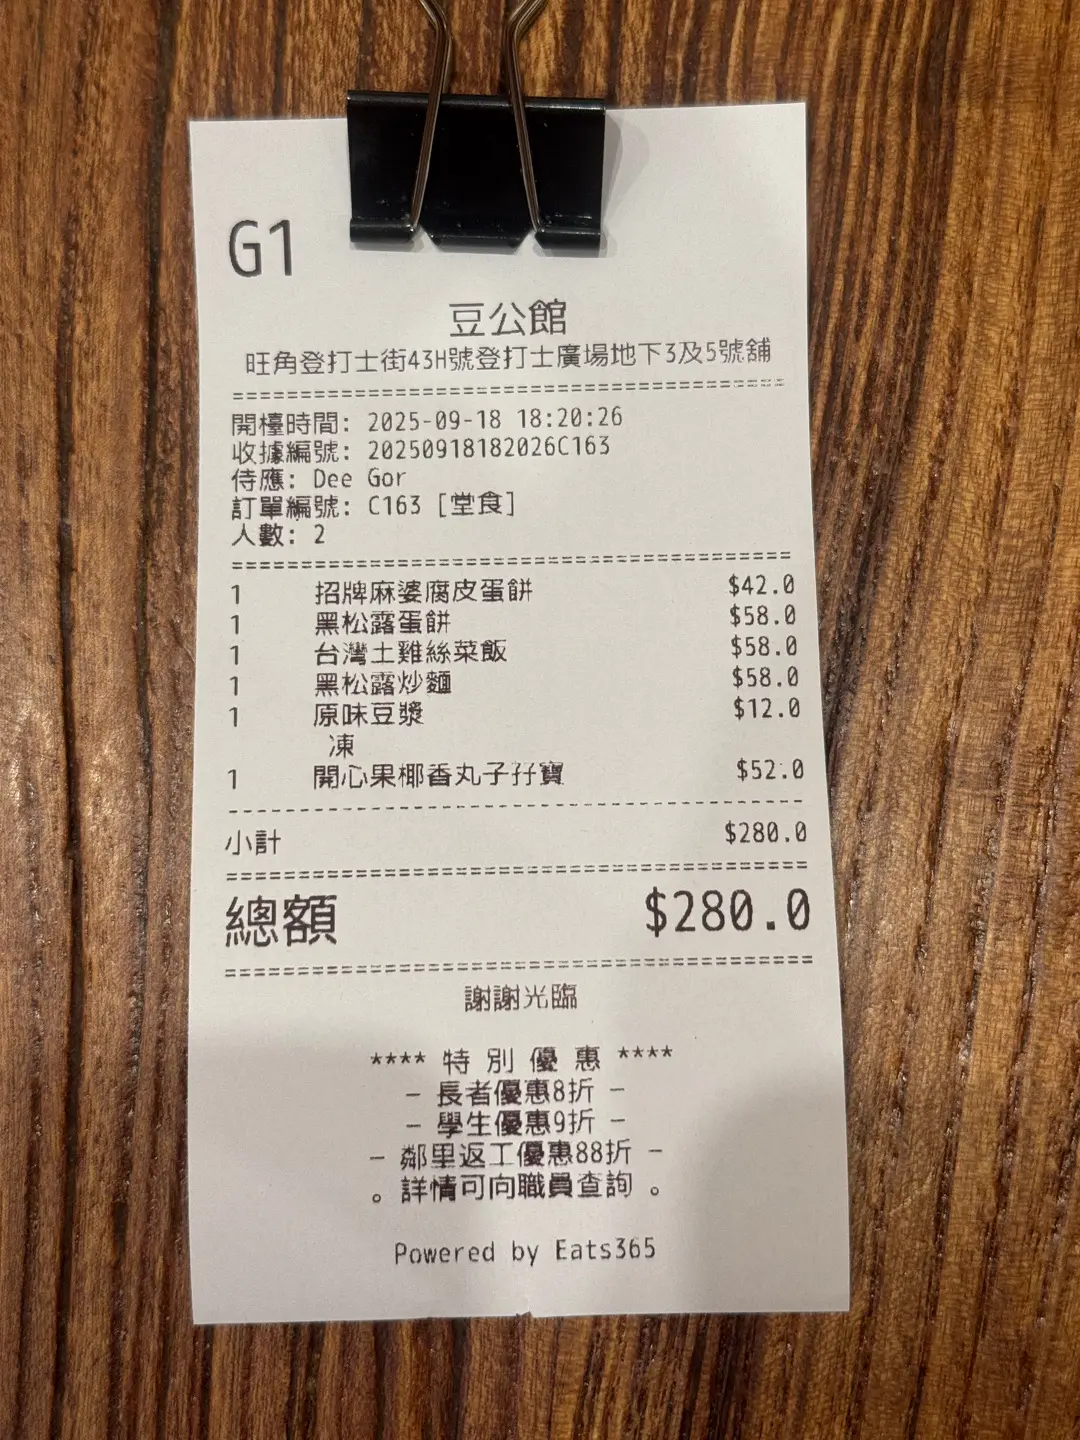 G1
豆公館
旺角登打士街43H號登打士廣場地下3及5號舖
開檯時間: 2025-09-18 18:20:26
收據編號: 20250918182026C163
侍應: Dee Gor
訂單編號: C163 [堂食]
人數: 2
1 招牌麻婆腐皮蛋餅 $42.0
1 黑松露蛋餅 $58.0
1 台灣土雞絲菜飯 $58.0
1 黑松露炒麵 $58.0
1 原味豆漿 $12.0
凍
1 開心果椰香丸子孖寶 $52.0
小計 $280.0
總額 $280.0
謝謝光臨
**** 特 別 優 惠 ****
- 長者優惠8折 -
- 學生優惠9折 -
- 鄰里返工優惠88折 -
。詳情可向職員查詢 。
Powered by Eats365